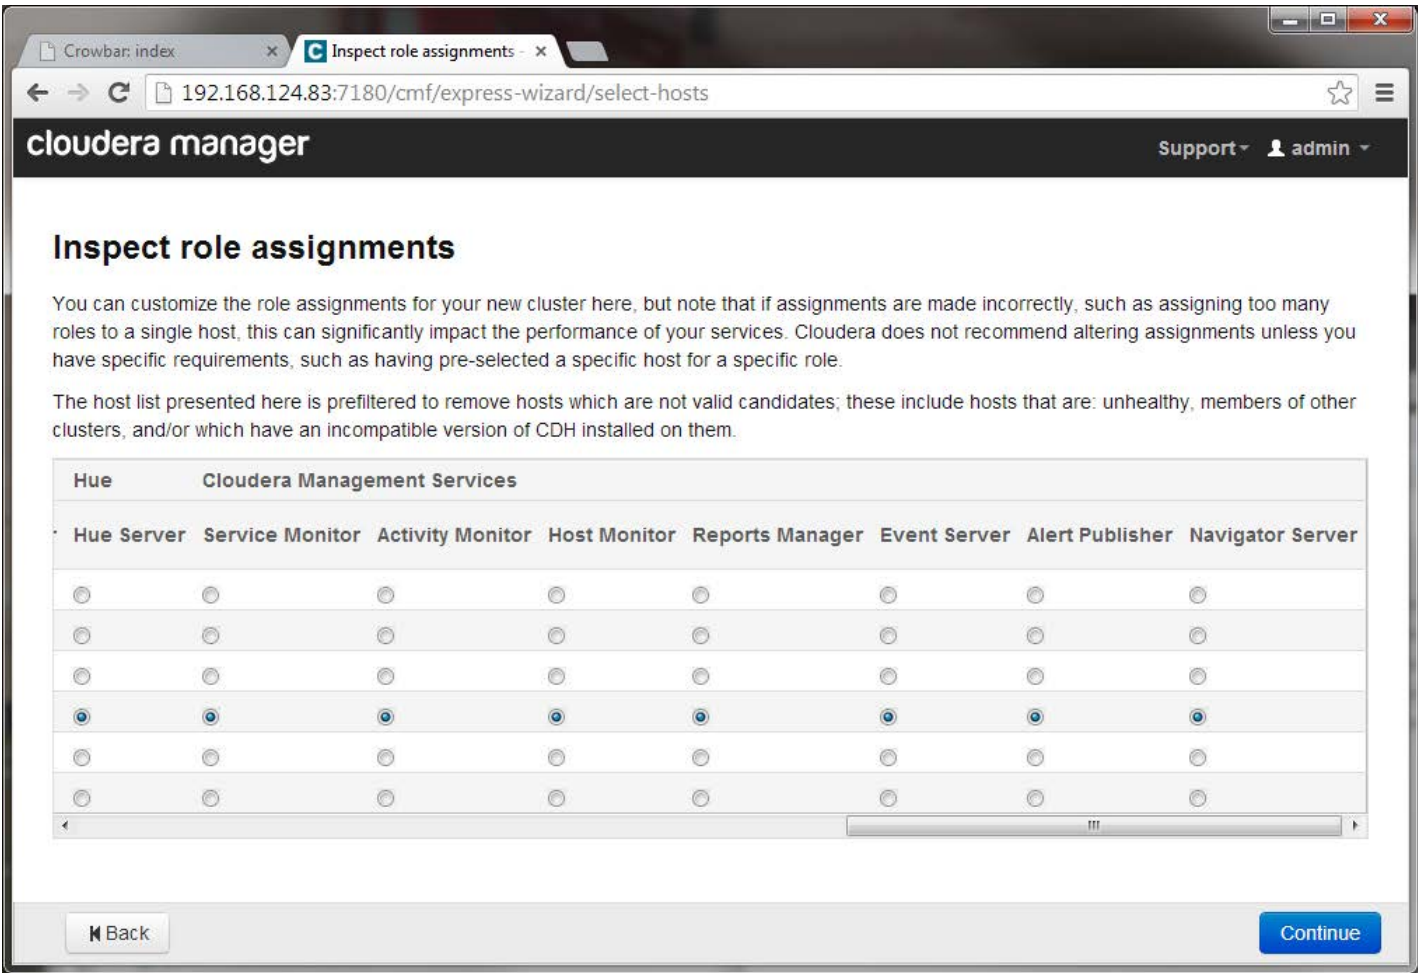 Crowbar: index
Inspect role assignments -
192.168.124.83:7180/cmf/express-wizard/select-hosts
cloudera manager
Support
admin
Inspect role assignments
You can customize the role assignments for your new cluster here, but note that if assignments are made incorrectly, such as assigning too many
roles to a single host, this can significantly impact the performance of your services. Cloudera does not recommend altering assignments unless you
have specific requirements, such as having pre-selected a specific host for a specific role.
The host list presented here is prefiltered to remove hosts which are not valid candidates; these include hosts that are: unhealthy, members of other
clusters, and/or which have an incompatible version of CDH installed on them.
Hue Cloudera Management Services
Hue Server Service Monitor Activity Monitor Host Monitor Reports Manager Event Server Alert Publisher Navigator Server
Back
Continue